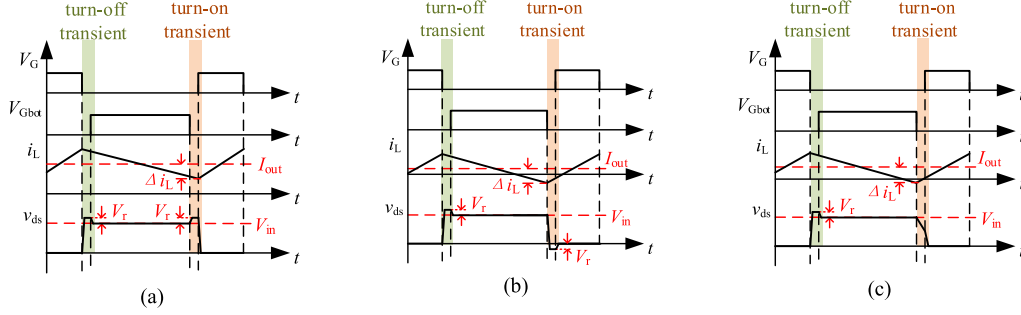 turn-off
transient
turn-on
transient
V_G
t
V_Gbot
t
i_L
I_out
Δ i_L
t
v_ds
V_r
V_r
V_in
t
(a)
turn-off
transient
turn-on
transient
V_G
t
V_Gbot
t
i_L
I_out
Δ i_L
t
v_ds
V_r
V_in
V_r
t
(b)
turn-off
transient
turn-on
transient
V_G
t
V_Gbot
t
i_L
I_out
Δ i_L
t
v_ds
V_r
V_in
t
(c)